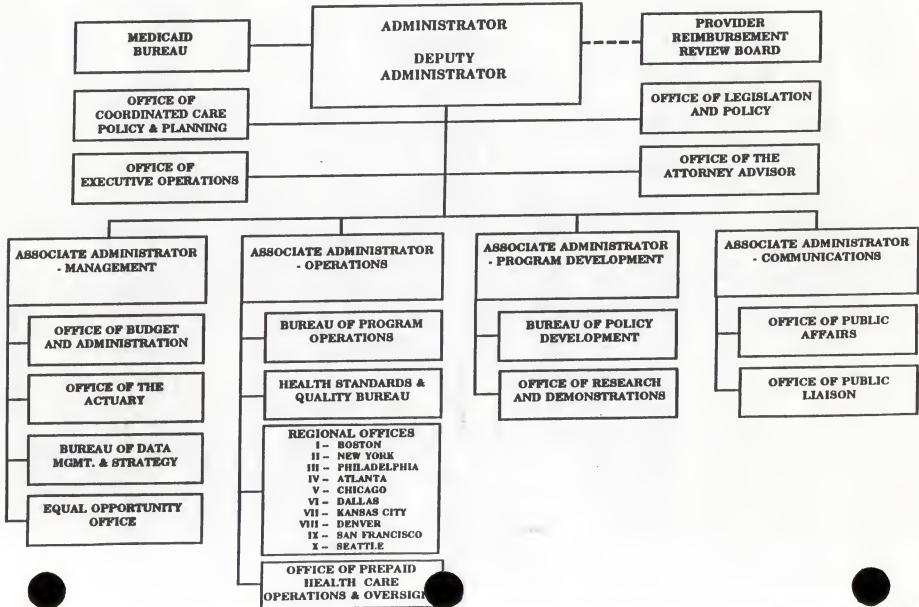 MEDICAID
BUREAU
ADMINISTRATOR
DEPUTY
ADMINISTRATOR
PROVIDER
REIMBURSEMENT
REVIEW BOARD
OFFICE OF
COORDINATED CARE
POLICY & PLANNING
OFFICE OF LEGISLATION
AND POLICY
OFFICE OF
EXECUTIVE OPERATIONS
OFFICE OF THE
ATTORNEY ADVISOR
ASSOCIATE ADMINISTRATOR
- MANAGEMENT
OFFICE OF BUDGET
AND ADMINISTRATION
OFFICE OF THE
ACTUARY
BUREAU OF DATA
MGMT. & STRATEGY
EQUAL OPPORTUNITY
OFFICE
ASSOCIATE ADMINISTRATOR
- OPERATIONS
BUREAU OF PROGRAM
OPERATIONS
HEALTH STANDARDS &
QUALITY BUREAU
REGIONAL OFFICES
I -- BOSTON
II -- NEW YORK
III -- PHILADELPHIA
IV -- ATLANTA
V -- CHICAGO
VI -- DALLAS
VII -- KANSAS CITY
VIII -- DENVER
IX -- SAN FRANCISCO
X -- SEATTLE
OFFICE OF PREPAID
HEALTH CARE
OPERATIONS &
ASSOCIATE ADMINISTRATOR
- PROGRAM DEVELOPMENT
BUREAU OF POLICY
DEVELOPMENT
OFFICE OF RESEARCH
AND DEMONSTRATIONS
ASSOCIATE ADMINISTRATOR
- COMMUNICATIONS
OFFICE OF PUBLIC
AFFAIRS
OFFICE OF PUBLIC
LIAISON